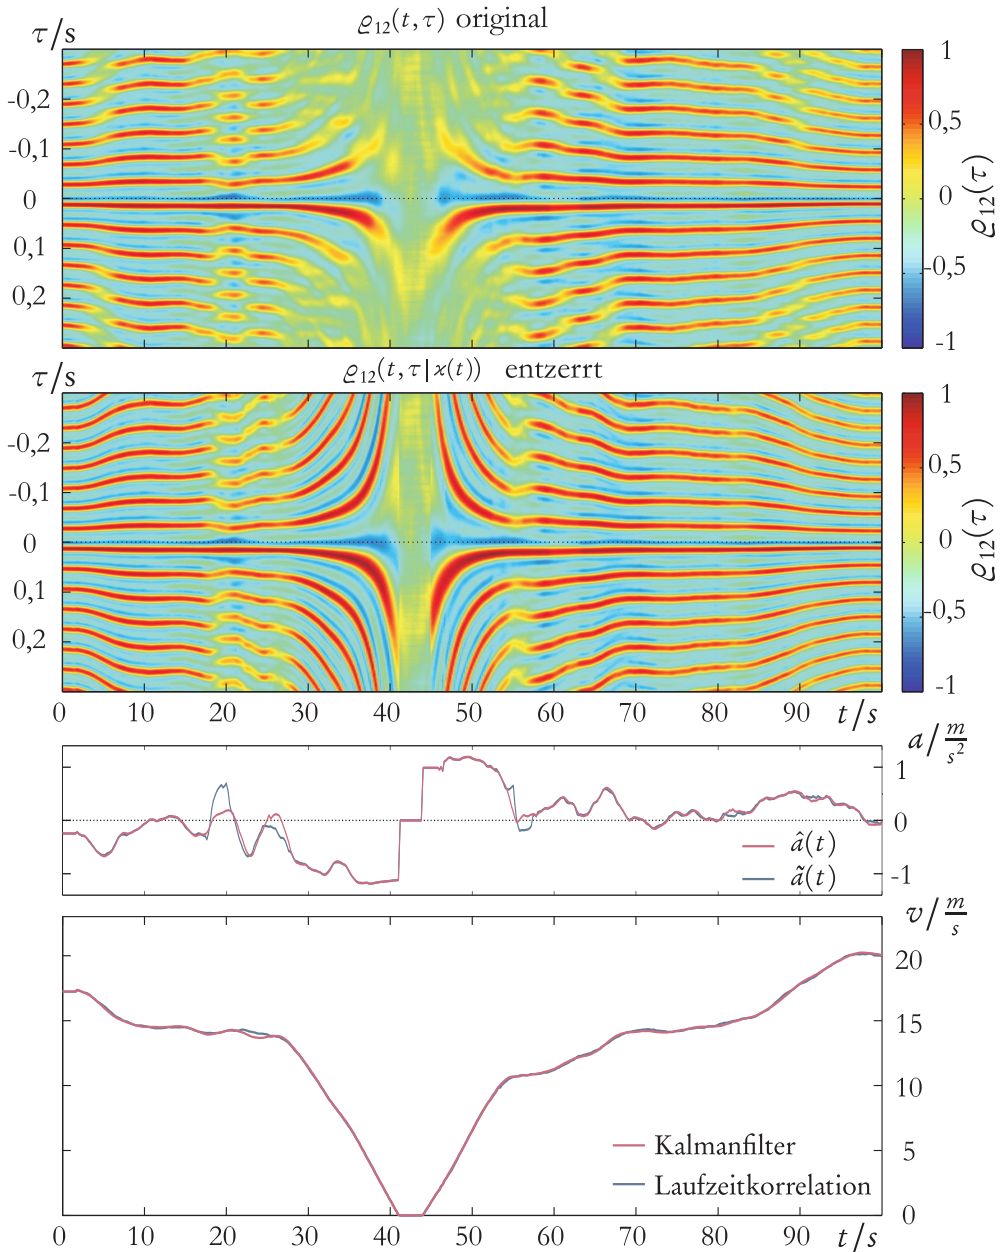 ϱ₁₂(t, τ) original
τ/s
-0,2
-0,1
0
0,1
0,2
1
0,5
0
-0,5
-1
ϱ₁₂(τ)
ϱ₁₂(t, τ | ϰ(t)) entzerrt
τ/s
-0,2
-0,1
0
0,1
0,2
1
0,5
0
-0,5
-1
ϱ₁₂(τ)
0 10 20 30 40 50 60 70 80 90 t/s
a/ m/s²
1
0
-1
â(t)
ã(t)
v/ m/s
20
15
10
5
0
Kalmanfilter
Laufzeitkorrelation
0 10 20 30 40 50 60 70 80 90 t/s